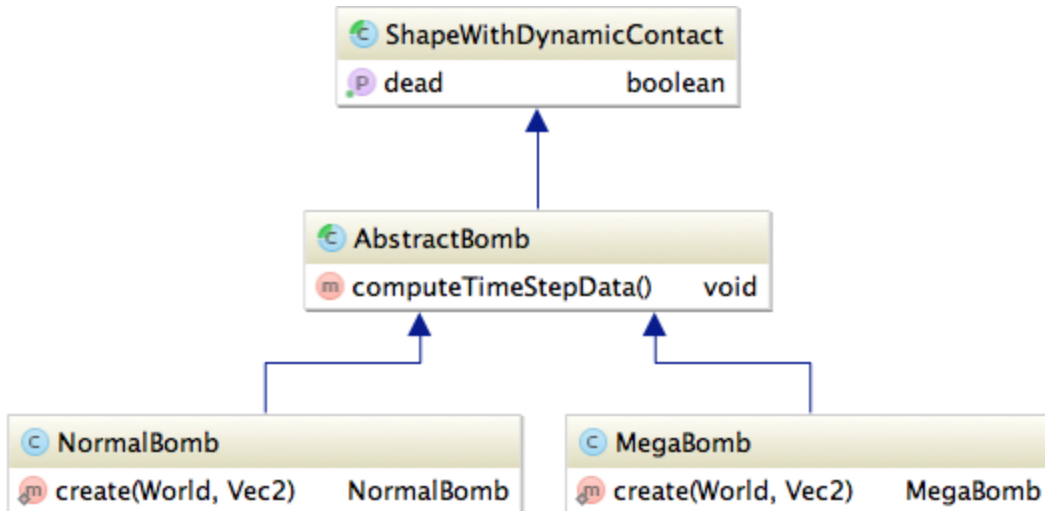 ShapeWithDynamicContact
dead boolean
AbstractBomb
computeTimeStepData() void
NormalBomb
create(World, Vec2) NormalBomb
MegaBomb
create(World, Vec2) MegaBomb